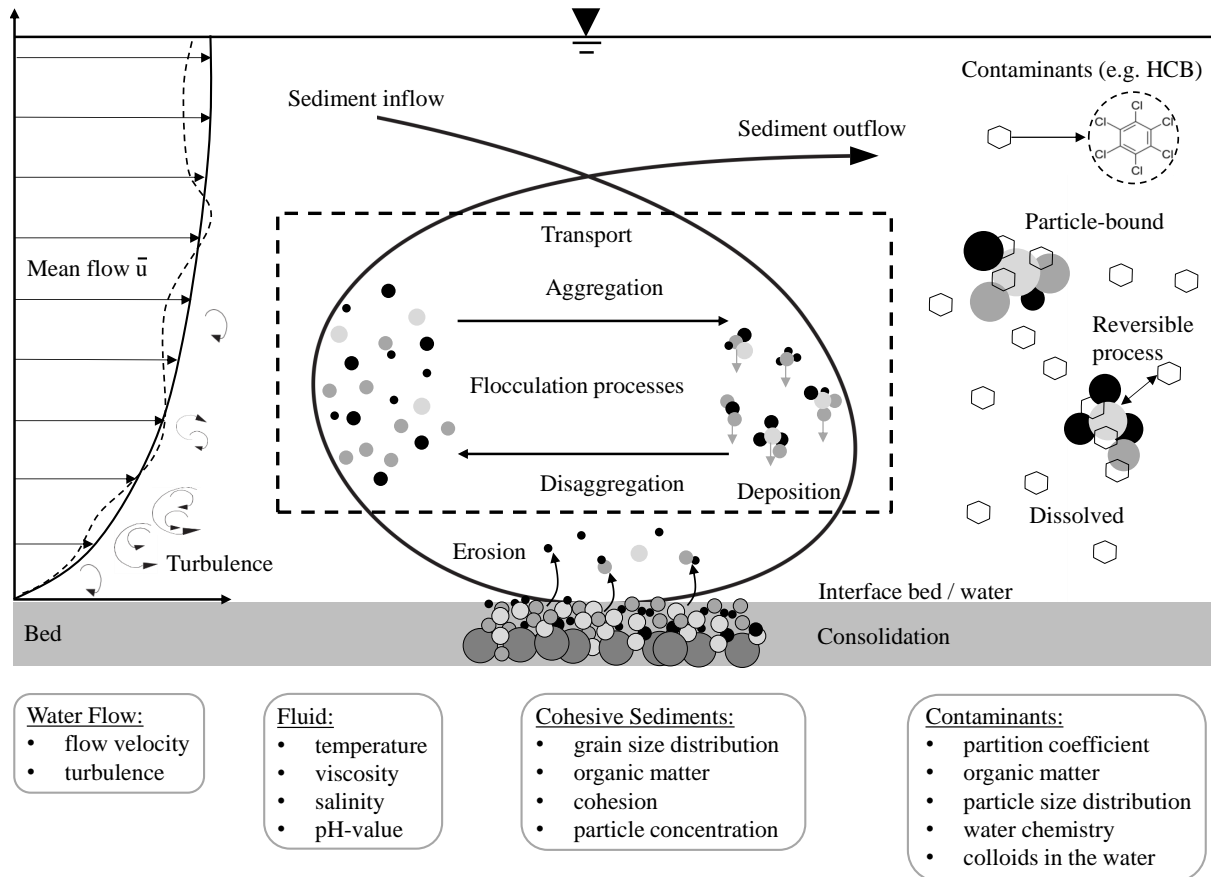 Contaminants (e.g. HCB)
Cl
Cl
Cl
Cl
Cl
Cl
Sediment inflow
Sediment outflow
Particle-bound
Transport
Mean flow ū
Aggregation
Reversible
process
Flocculation processes
Disaggregation
Deposition
Dissolved
Erosion
Turbulence
Interface bed / water
Bed
Consolidation
Water Flow:
• flow velocity
• turbulence
Fluid:
• temperature
• viscosity
• salinity
• pH-value
Cohesive Sediments:
• grain size distribution
• organic matter
• cohesion
• particle concentration
Contaminants:
• partition coefficient
• organic matter
• particle size distribution
• water chemistry
• colloids in the water